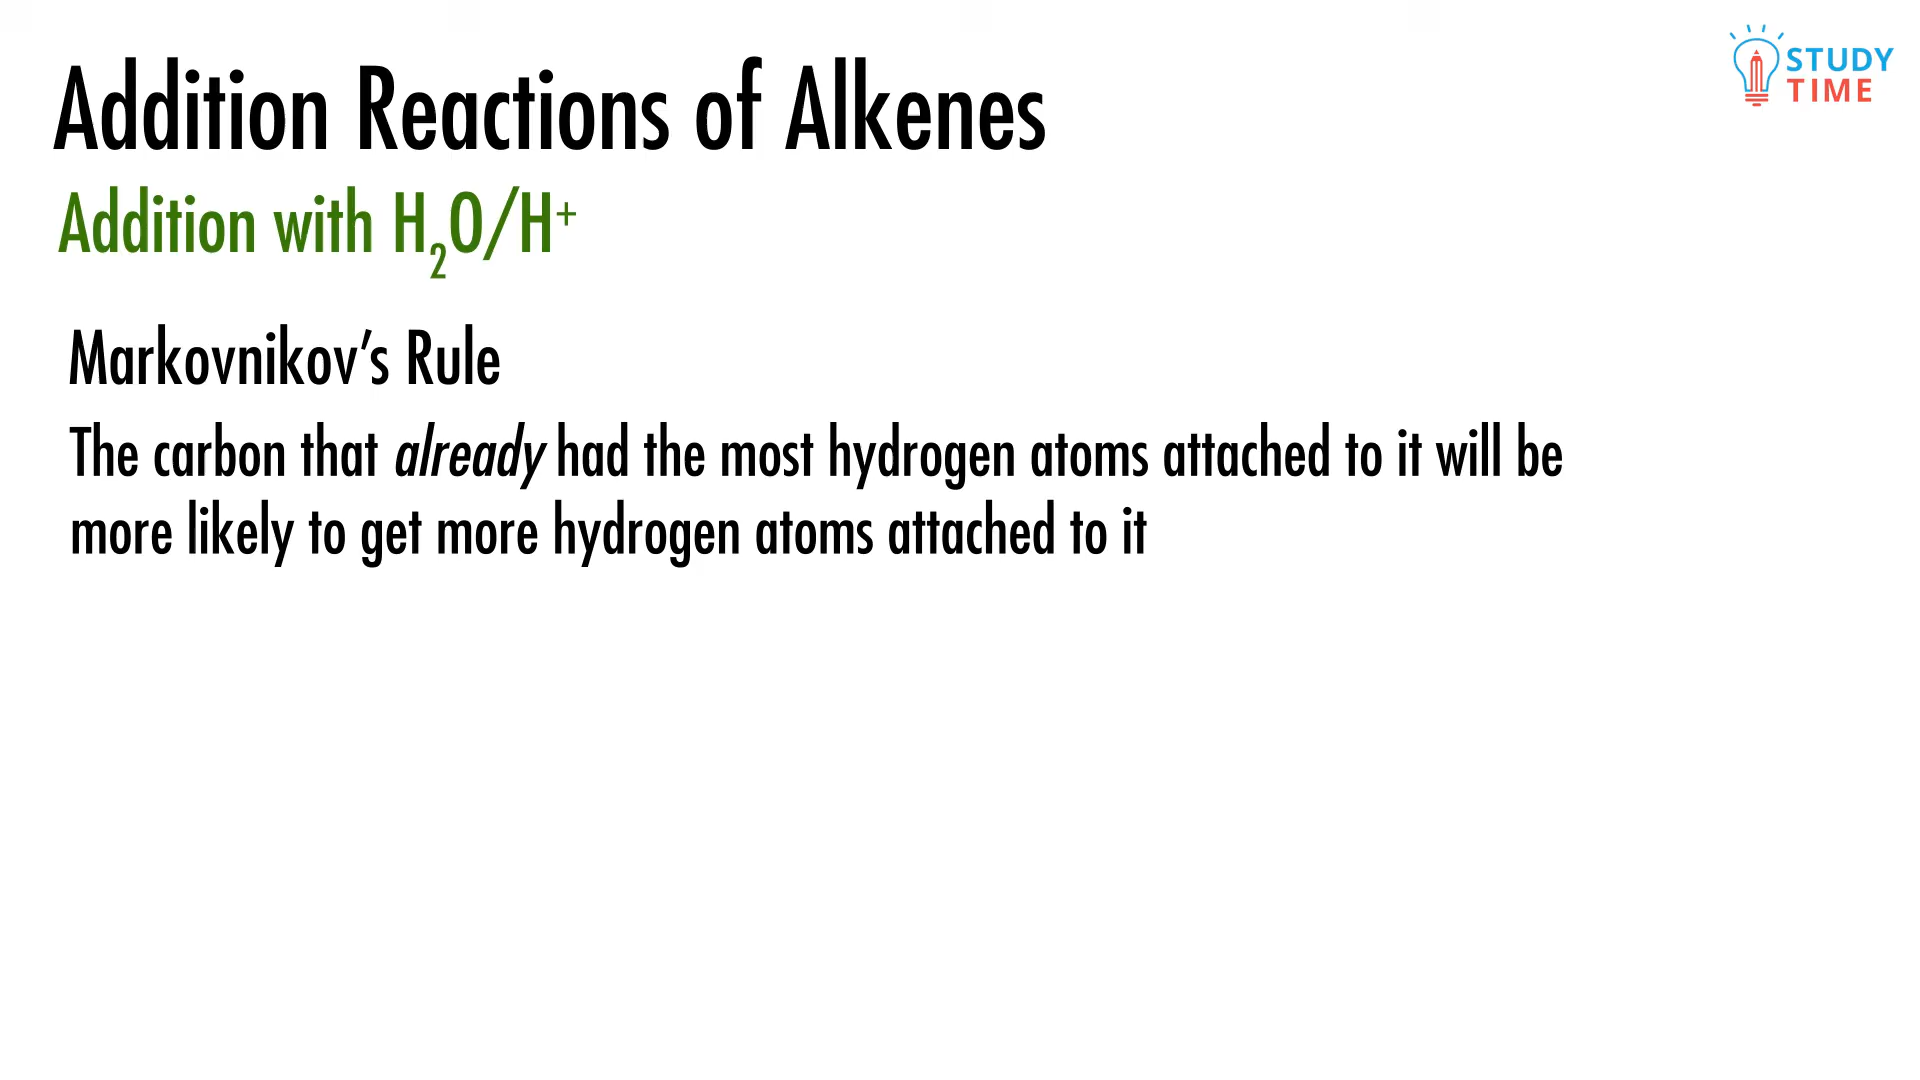 Addition Reactions of Alkenes
STUDY
TIME
Addition with H₂O/H⁺
Markovnikov’s Rule
The carbon that already had the most hydrogen atoms attached to it will be
more likely to get more hydrogen atoms attached to it